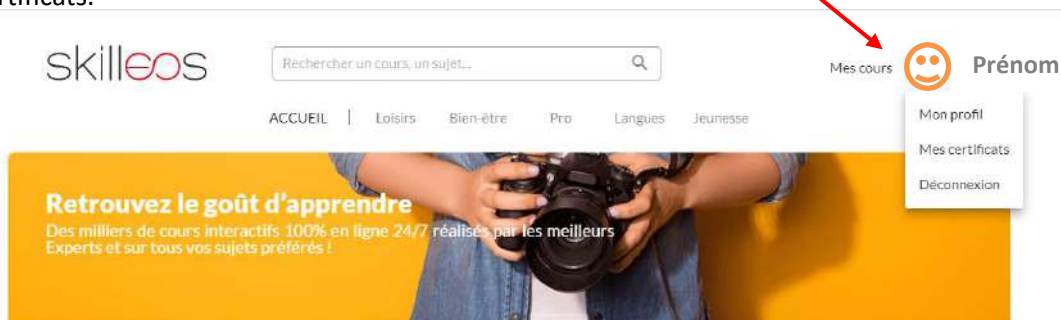 rtificats.
skilleos
Rechercher un cours, un sujet...
Mes cours
Prénom
ACCUEIL | Loisirs Bien-être Pro Langues Jeunesse
Mon profil
Mes certificats
Déconnexion
Retrouvez le goût d'apprendre
Des milliers de cours interactifs 100% en ligne 24/7 réalisés par les meilleurs
Experts et sur tous vos sujets préférés !